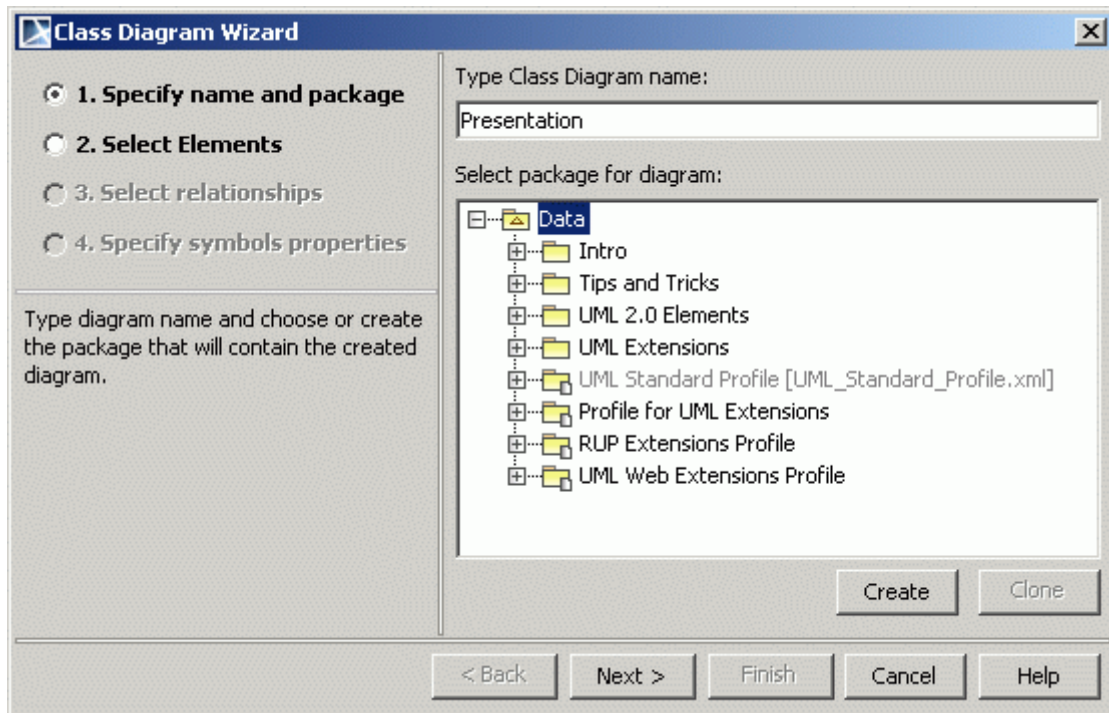 Class Diagram Wizard
1. Specify name and package
2. Select Elements
3. Select relationships
4. Specify symbols properties
Type diagram name and choose or create
the package that will contain the created
diagram.
Type Class Diagram name:
Presentation
Select package for diagram:
Data
Intro
Tips and Tricks
UML 2.0 Elements
UML Extensions
UML Standard Profile [UML_Standard_Profile.xml]
Profile for UML Extensions
RUP Extensions Profile
UML Web Extensions Profile
Create Clone
< Back Next > Finish Cancel Help